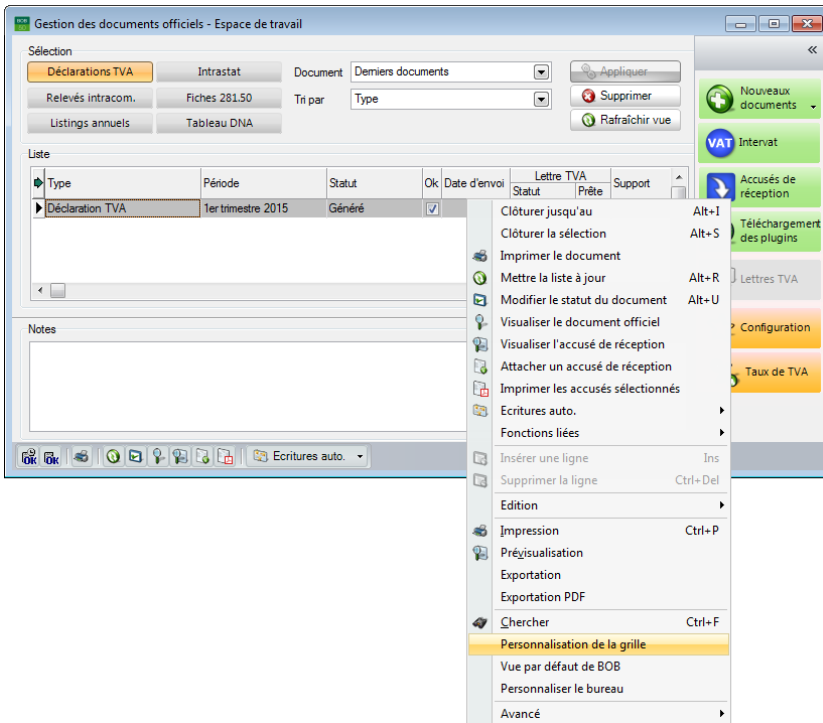 BOB
Gestion des documents officiels - Espace de travail
Sélection
Déclarations TVA
Intrastat
Document
Derniers documents
Appliquer
Relevés intracom.
Fiches 281.50
Tri par
Type
Supprimer
Listings annuels
Tableau DNA
Rafraîchir vue
Liste
Type
Période
Statut
Ok
Date d'envoi
Lettre TVA
Statut
Prête
Support
Déclaration TVA
1er trimestre 2015
Généré
Notes
OK
OK
Ecritures auto.
«
Nouveaux
documents
VAT
Intervat
Accusés de
réception
Téléchargement
des plugins
Lettres TVA
Configuration
Taux de TVA
Clôturer jusqu'au Alt+I
Clôturer la sélection Alt+S
Imprimer le document
Mettre la liste à jour Alt+R
Modifier le statut du document Alt+U
Visualiser le document officiel
Visualiser l'accusé de réception
Attacher un accusé de réception
Imprimer les accusés sélectionnés
Ecritures auto.
Fonctions liées
Insérer une ligne Ins
Supprimer la ligne Ctrl+Del
Edition
Impression Ctrl+P
Prévisualisation
Exportation
Exportation PDF
Chercher Ctrl+F
Personnalisation de la grille
Vue par défaut de BOB
Personnaliser le bureau
Avancé